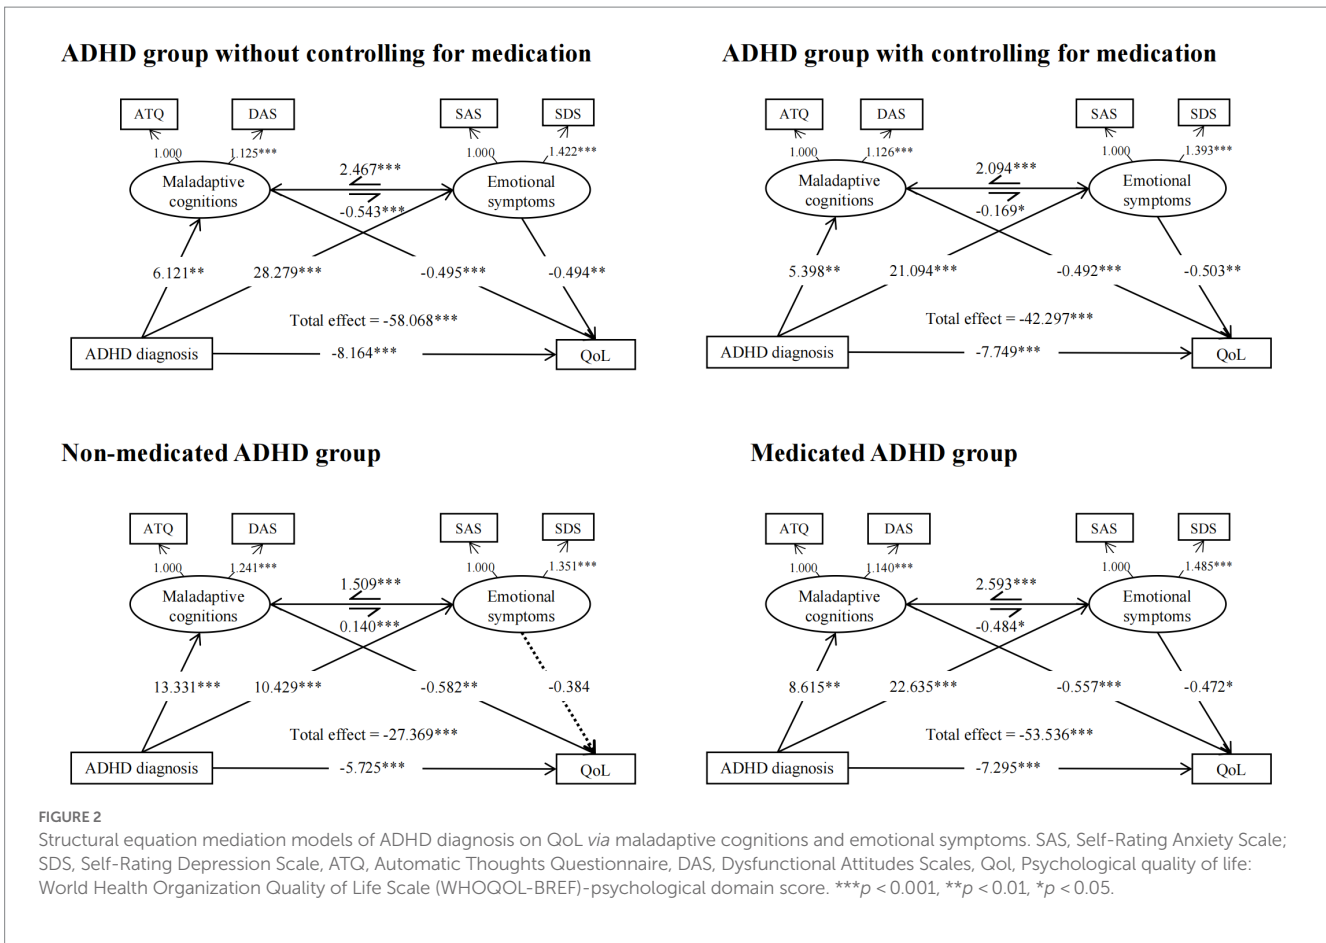 ADHD group without controlling for medication
ATQ
DAS
SAS
SDS
1.000
1.125***
1.000
1.422***
2.467***
Maladaptive
cognitions
Emotional
symptoms
-0.543***
6.121**
28.279***
-0.495***
-0.494**
Total effect = -58.068***
ADHD diagnosis
-8.164***
QoL
ADHD group with controlling for medication
ATQ
DAS
SAS
SDS
1.000
1.126***
1.000
1.393***
2.094***
Maladaptive
cognitions
Emotional
symptoms
-0.169*
5.398**
21.094***
-0.492***
-0.503**
Total effect = -42.297***
ADHD diagnosis
-7.749***
QoL
Non-medicated ADHD group
ATQ
DAS
SAS
SDS
1.000
1.241***
1.000
1.351***
1.509***
Maladaptive
cognitions
Emotional
symptoms
0.140***
13.331***
10.429***
-0.582**
-0.384
Total effect = -27.369***
ADHD diagnosis
-5.725***
QoL
Medicated ADHD group
ATQ
DAS
SAS
SDS
1.000
1.140***
1.000
1.485***
2.593***
Maladaptive
cognitions
Emotional
symptoms
-0.484*
8.615**
22.635***
-0.557***
-0.472*
Total effect = -53.536***
ADHD diagnosis
-7.295***
QoL
FIGURE 2
Structural equation mediation models of ADHD diagnosis on QoL via maladaptive cognitions and emotional symptoms. SAS, Self-Rating Anxiety Scale;
SDS, Self-Rating Depression Scale, ATQ, Automatic Thoughts Questionnaire, DAS, Dysfunctional Attitudes Scales, Qol, Psychological quality of life:
World Health Organization Quality of Life Scale (WHOQOL-BREF)-psychological domain score. ***p < 0.001, **p < 0.01, *p < 0.05.